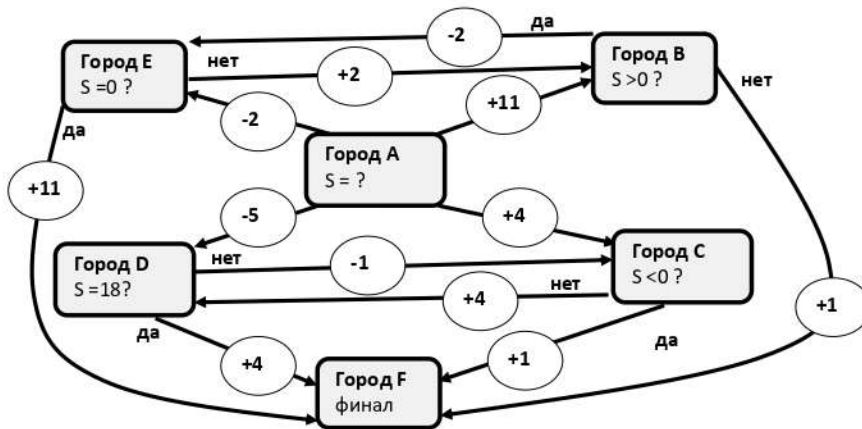 -2
да
Город E
S =0 ?
нет
+2
Город B
S >0 ?
нет
-2
+11
да
Город A
S = ?
+11
-5
+4
Город D
S =18?
нет
-1
Город C
S <0 ?
+4
нет
+1
да
+4
+1
да
Город F
финал